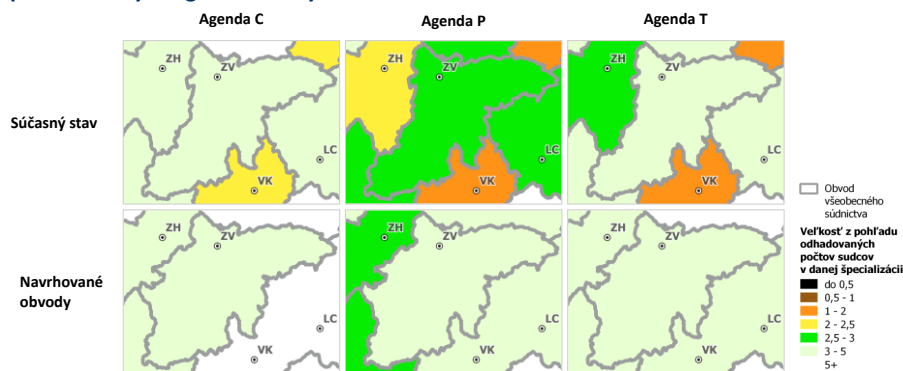 Agenda C
Agenda P
Agenda T
Súčasný stav
ZH
ZV
LC
VK
ZH
ZV
LC
VK
ZH
ZV
LC
VK
Navrhované
obvody
ZH
ZV
LC
VK
ZH
ZV
LC
VK
ZH
ZV
LC
VK
Obvod
všeobecného
súdnictva
Veľkosť z pohľadu
odhadovaných
počtov sudcov
v danej špecializácii
do 0,5
0,5 - 1
1 - 2
2 - 2,5
2,5 - 3
3 - 5
5+